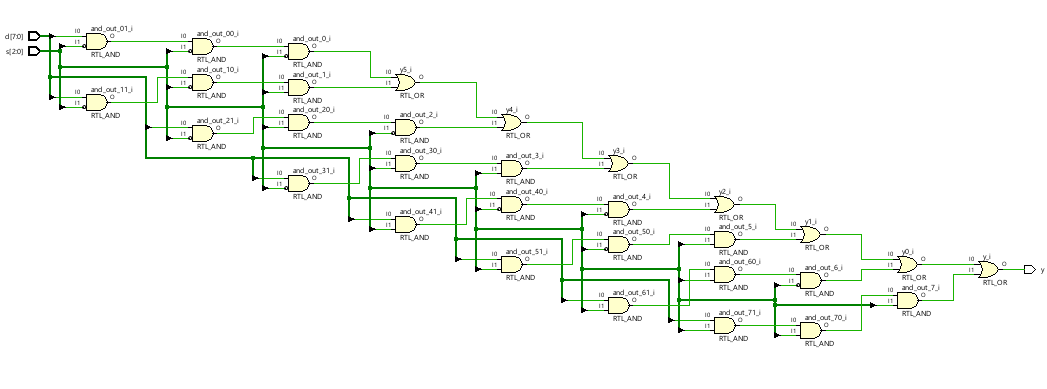 d[7:0]
s[2:0]
and_out_01_i
I0
I1
O
RTL_AND
and_out_00_i
I0
I1
O
RTL_AND
and_out_0_i
I0
I1
O
RTL_AND
y5_i
I0
I1
O
RTL_OR
and_out_11_i
I0
I1
O
RTL_AND
and_out_10_i
I0
I1
O
RTL_AND
and_out_1_i
I0
I1
O
RTL_AND
and_out_21_i
I0
I1
O
RTL_AND
and_out_20_i
I0
I1
O
RTL_AND
and_out_2_i
I0
I1
O
RTL_AND
y4_i
I0
I1
O
RTL_OR
and_out_31_i
I0
I1
O
RTL_AND
and_out_30_i
I0
I1
O
RTL_AND
and_out_3_i
I0
I1
O
RTL_AND
y3_i
I0
I1
O
RTL_OR
and_out_41_i
I0
I1
O
RTL_AND
and_out_40_i
I0
I1
O
RTL_AND
and_out_4_i
I0
I1
O
RTL_AND
y2_i
I0
I1
O
RTL_OR
and_out_51_i
I0
I1
O
RTL_AND
and_out_50_i
I0
I1
O
RTL_AND
and_out_5_i
I0
I1
O
RTL_AND
y1_i
I0
I1
O
RTL_OR
and_out_61_i
I0
I1
O
RTL_AND
and_out_60_i
I0
I1
O
RTL_AND
and_out_6_i
I0
I1
O
RTL_AND
y0_i
I0
I1
O
RTL_OR
and_out_71_i
I0
I1
O
RTL_AND
and_out_70_i
I0
I1
O
RTL_AND
and_out_7_i
I0
I1
O
RTL_AND
y_i
I0
I1
O
RTL_OR
y